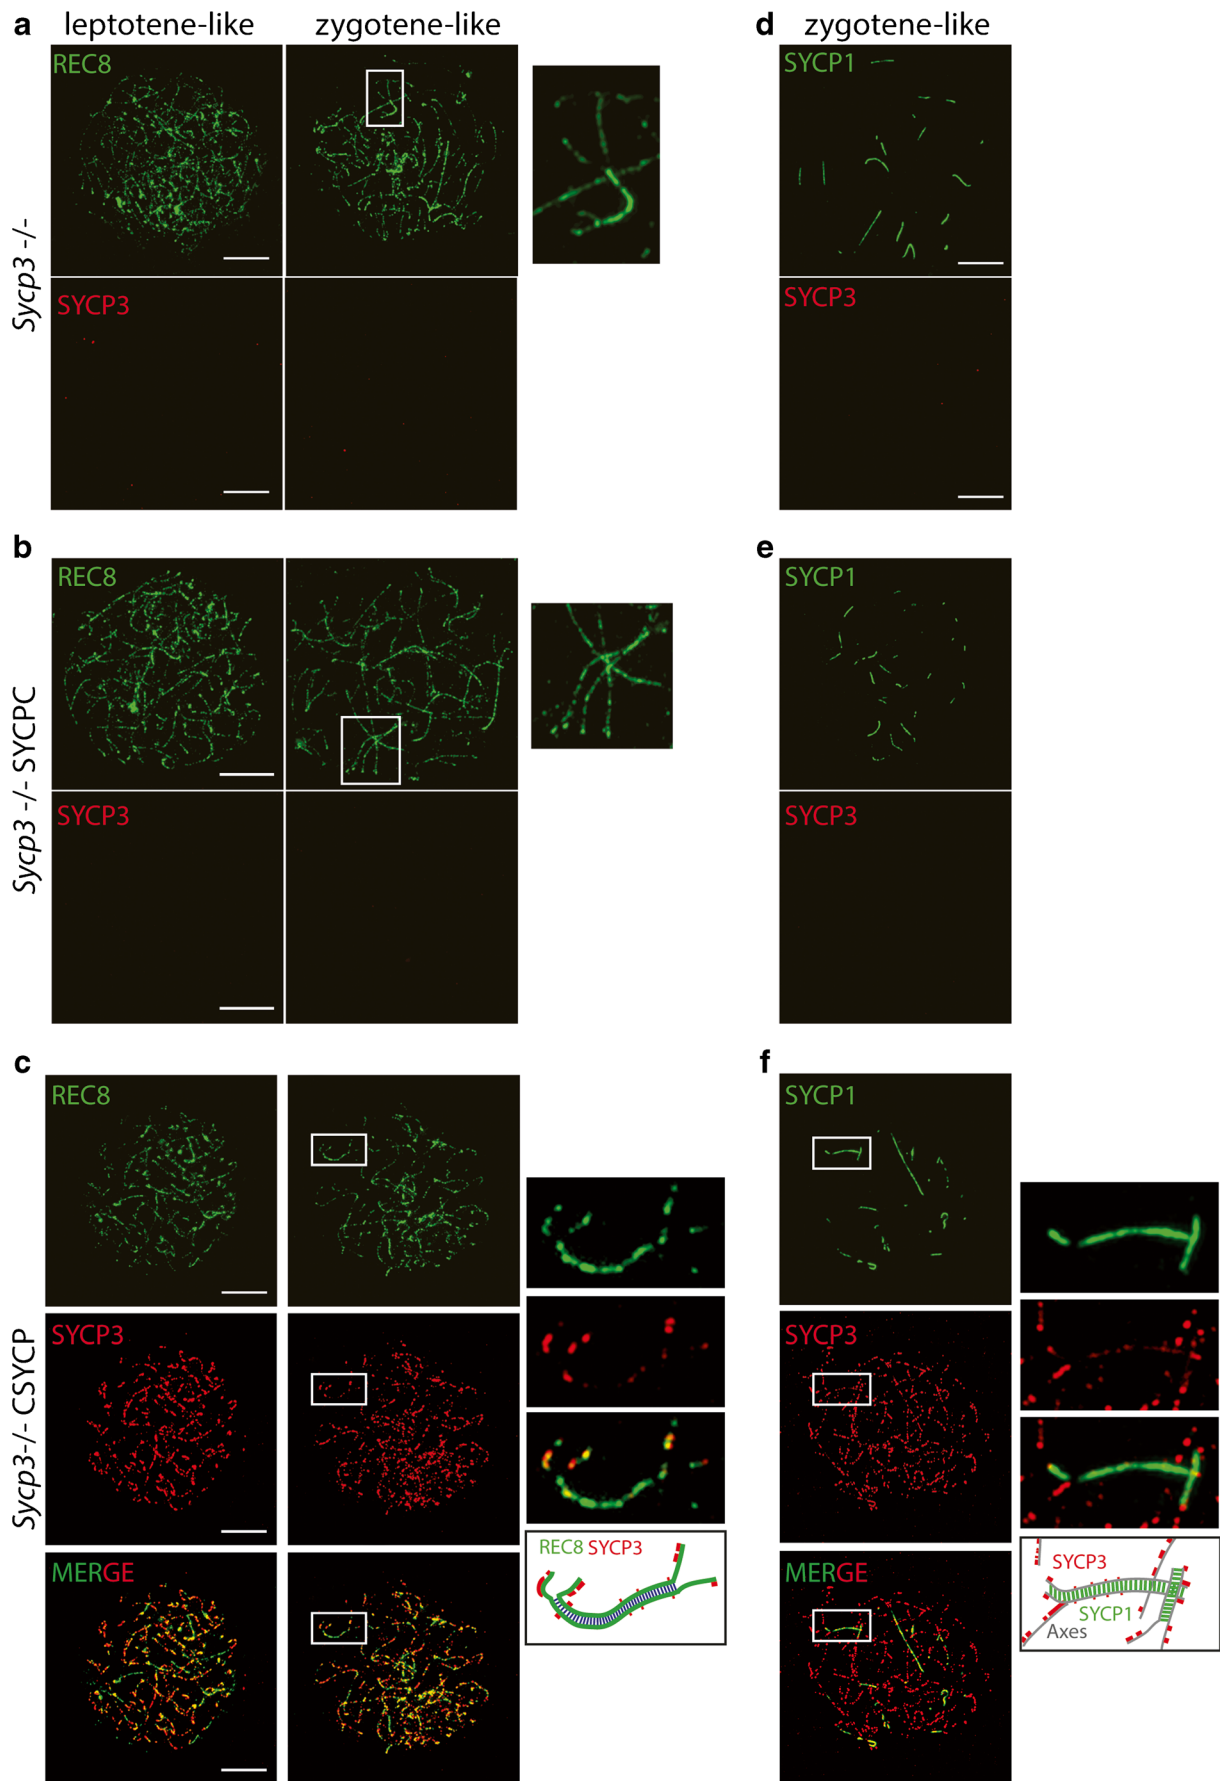 a
leptotene-like
zygotene-like
REC8
SYCP3
Sycp3 -/-
d
zygotene-like
SYCP1
SYCP3
b
REC8
SYCP3
Sycp3 -/- SYCPC
e
SYCP1
SYCP3
c
REC8
SYCP3
MERGE
Sycp3-/- CSYCP
REC8 SYCP3
f
SYCP1
SYCP3
MERGE
SYCP3
SYCP1
Axes